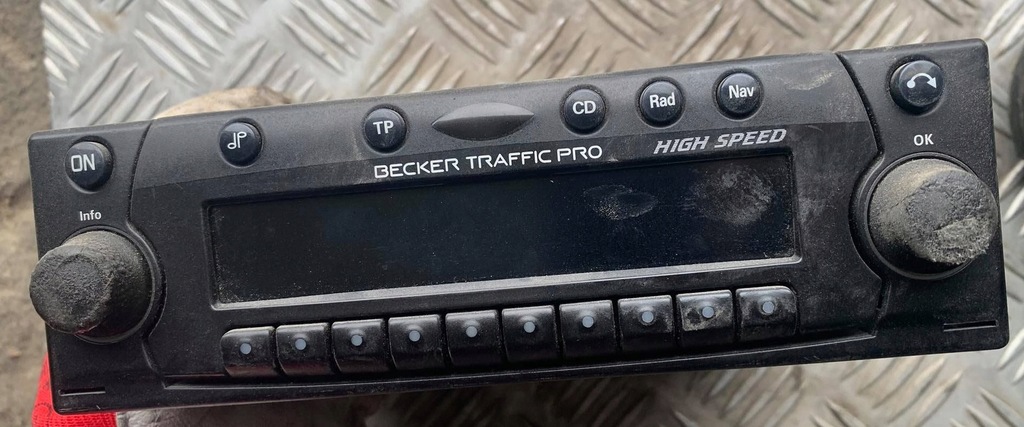 ON
TP
CD
Rad
Nav
BECKER TRAFFIC PRO
HIGH SPEED
Info
OK